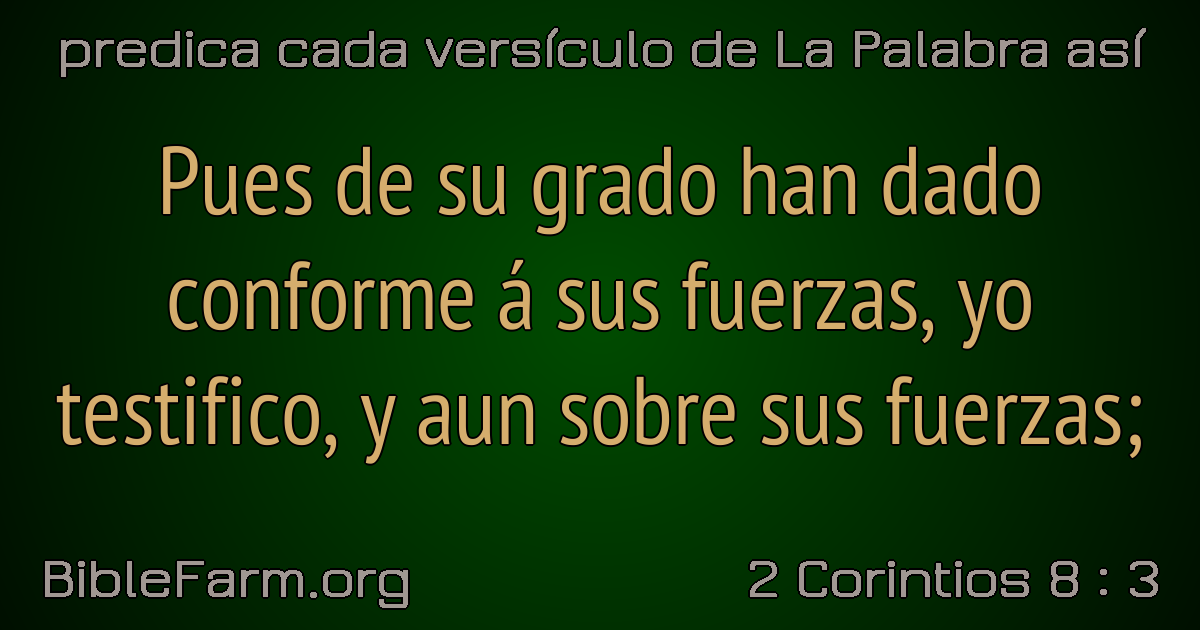 predica cada versículo de La Palabra así
Pues de su grado han dado
conforme á sus fuerzas, yo
testifico, y aun sobre sus fuerzas;
BibleFarm.org
2 Corintios 8 : 3